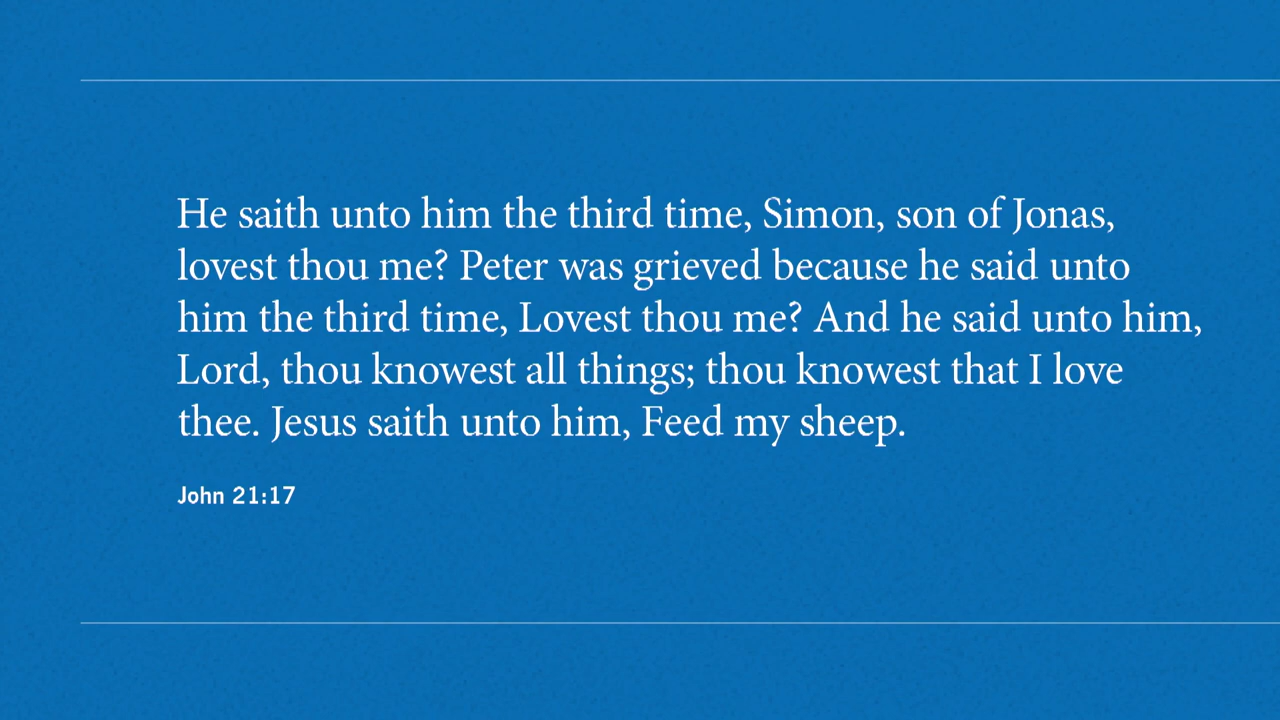 He saith unto him the third time, Simon, son of Jonas,
lovest thou me? Peter was grieved because he said unto
him the third time, Lovest thou me? And he said unto him,
Lord, thou knowest all things; thou knowest that I love
thee. Jesus saith unto him, Feed my sheep.
John 21:17